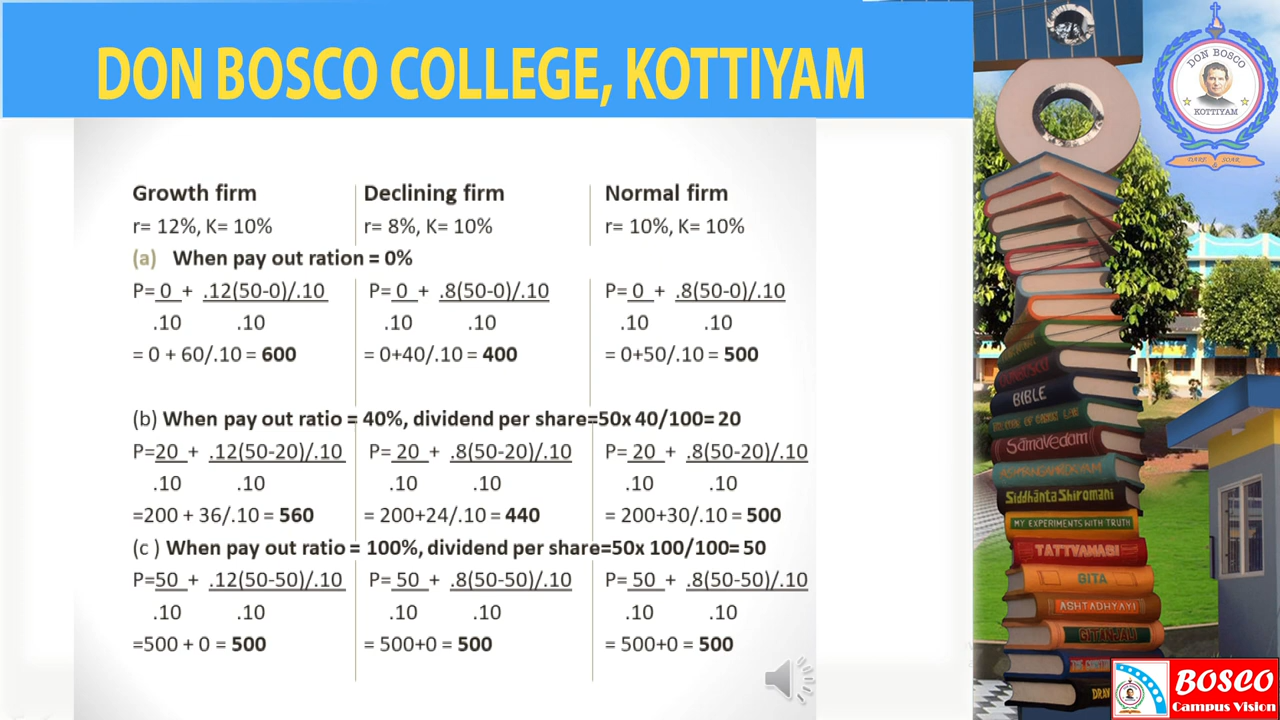 DON BOSCO COLLEGE, KOTTIYAM
Growth firm Declining firm Normal firm
r= 12%, K= 10% r= 8%, K= 10% r= 10%, K= 10%
(a) When pay out ration = 0%
P= 0 + .12(50-0)/.10 P= 0 + .8(50-0)/.10 P= 0 + .8(50-0)/.10
.10 .10 .10 .10 .10 .10
= 0 + 60/.10 = 600 = 0+40/.10 = 400 = 0+50/.10 = 500
(b) When pay out ratio = 40%, dividend per share=50x 40/100= 20
P=20 + .12(50-20)/.10 P= 20 + .8(50-20)/.10 P= 20 + .8(50-20)/.10
.10 .10 .10 .10 .10 .10
=200 + 36/.10 = 560 = 200+24/.10 = 440 = 200+30/.10 = 500
(c ) When pay out ratio = 100%, dividend per share=50x 100/100= 50
P=50 + .12(50-50)/.10 P= 50 + .8(50-50)/.10 P= 50 + .8(50-50)/.10
.10 .10 .10 .10 .10 .10
=500 + 0 = 500 = 500+0 = 500 = 500+0 = 500
DON BOSCO
KOTTIYAM
DARE & SOAR
BIBLE
Samavedam
Siddhānta Shiromani
MY EXPERIMENTS WITH TRUTH
TATTVAMASI
GITA
ASHTADHYAYI
GITANJALI
BOSCO
Campus Vision